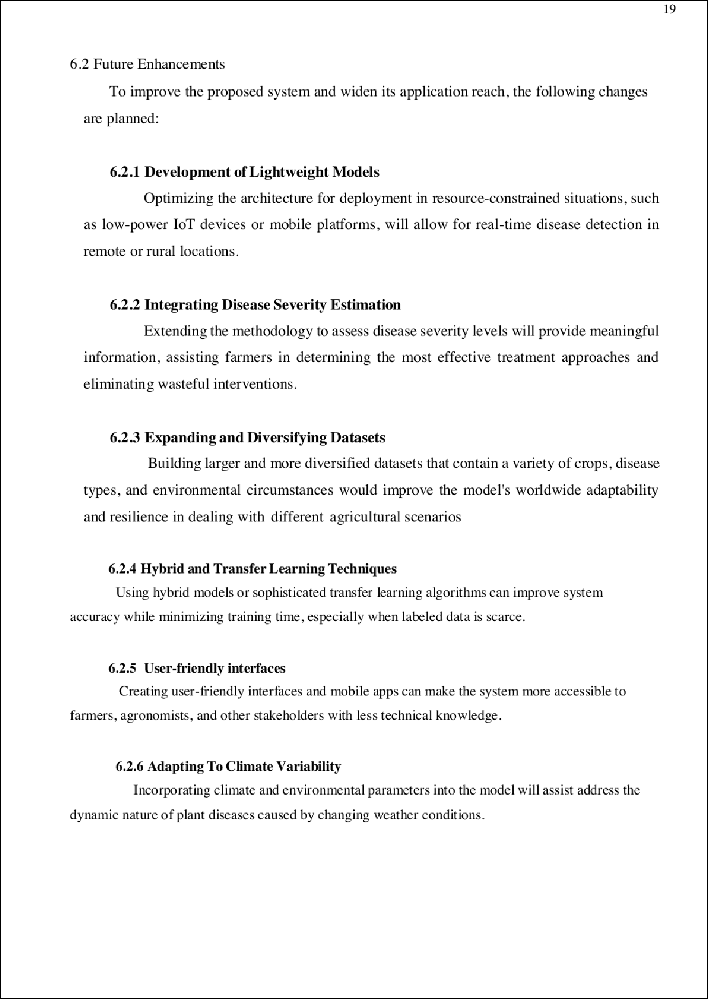 19
6.2 Future Enhancements
To improve the proposed system and widen its application reach, the following changes
are planned:
6.2.1 Development of Lightweight Models
Optimizing the architecture for deployment in resource-constrained situations, such
as low-power IoT devices or mobile platforms, will allow for real-time disease detection in
remote or rural locations.
6.2.2 Integrating Disease Severity Estimation
Extending the methodology to assess disease severity levels will provide meaningful
information, assisting farmers in determining the most effective treatment approaches and
eliminating wasteful interventions.
6.2.3 Expanding and Diversifying Datasets
Building larger and more diversified datasets that contain a variety of crops, disease
types, and environmental circumstances would improve the model's worldwide adaptability
and resilience in dealing with different agricultural scenarios
6.2.4 Hybrid and Transfer Learning Techniques
Using hybrid models or sophisticated transfer learning algorithms can improve system
accuracy while minimizing training time, especially when labeled data is scarce.
6.2.5 User-friendly interfaces
Creating user-friendly interfaces and mobile apps can make the system more accessible to
farmers, agronomists, and other stakeholders with less technical knowledge.
6.2.6 Adapting To Climate Variability
Incorporating climate and environmental parameters into the model will assist address the
dynamic nature of plant diseases caused by changing weather conditions.